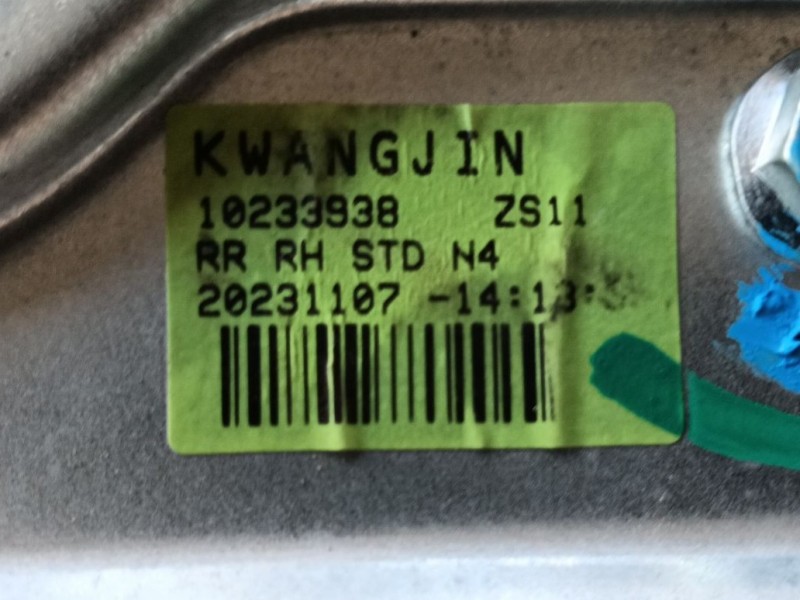 KWANGJIN
10233938 ZS11
RR RH STD N4
20231107 -14:13: